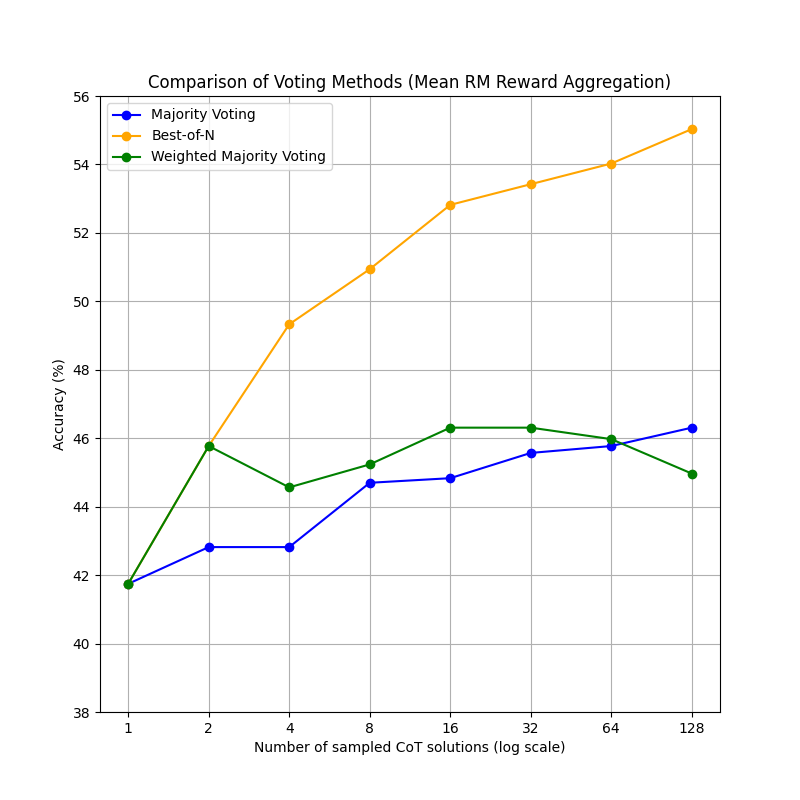 Comparison of Voting Methods (Mean RM Reward Aggregation)
Majority Voting
Best-of-N
Weighted Majority Voting
56
54
52
50
48
46
44
42
40
38
Accuracy (%)
1 2 4 8 16 32 64 128
Number of sampled CoT solutions (log scale)